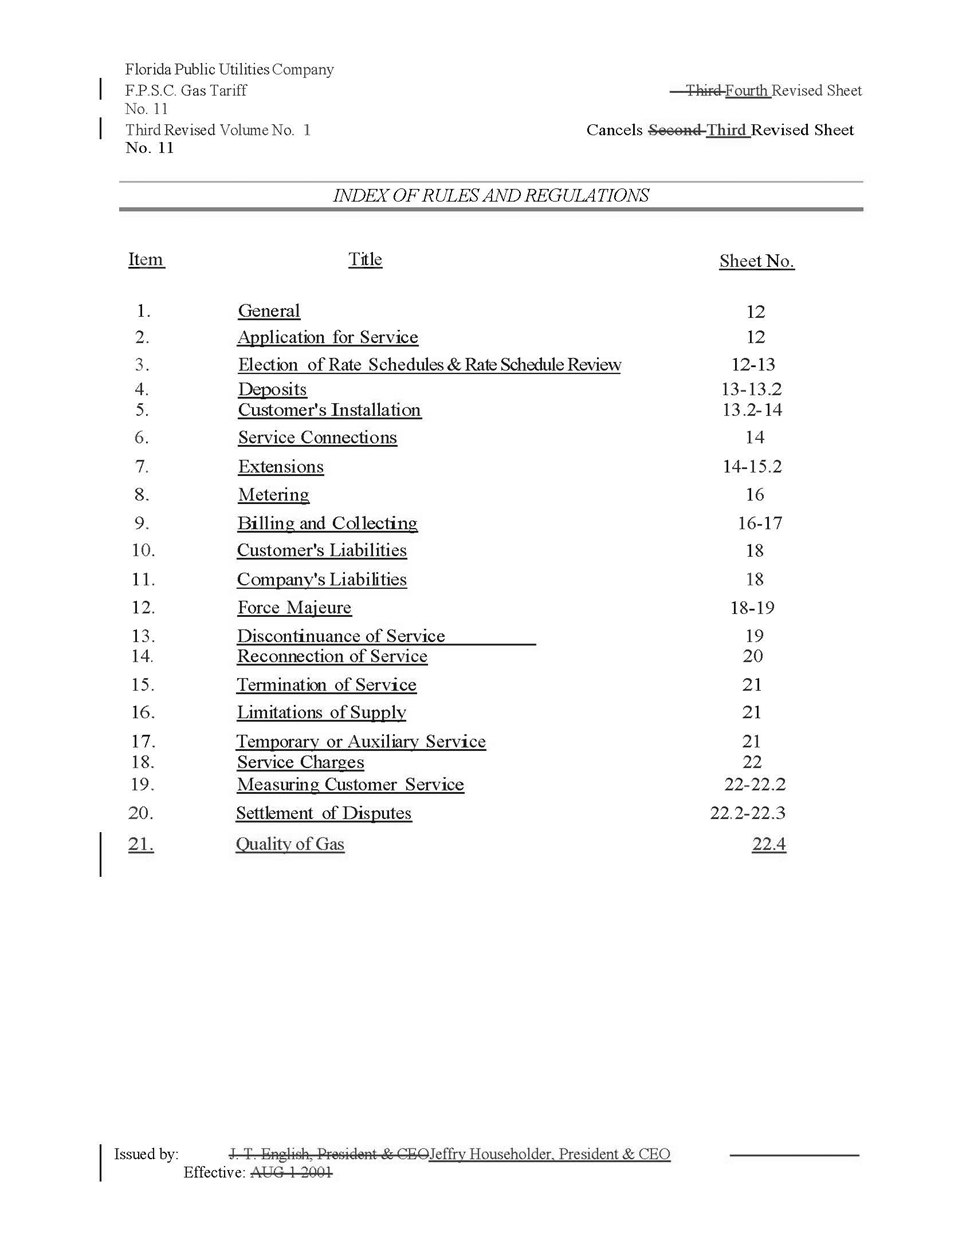 Florida Public Utilities Company
F.P.S.C. Gas Tariff Third Fourth Revised Sheet
No. 11
Third Revised Volume No. 1 Cancels Second Third Revised Sheet
No. 11
INDEX OF RULES AND REGULATIONS
Item Title Sheet No.
1. General 12
2. Application for Service 12
3. Election of Rate Schedules & Rate Schedule Review 12-13
4. Deposits 13-13.2
5. Customer's Installation 13.2-14
6. Service Connections 14
7. Extensions 14-15.2
8. Metering 16
9. Billing and Collecting 16-17
10. Customer's Liabilities 18
11. Company's Liabilities 18
12. Force Majeure 18-19
13. Discontinuance of Service 19
14. Reconnection of Service 20
15. Termination of Service 21
16. Limitations of Supply 21
17. Temporary or Auxiliary Service 21
18. Service Charges 22
19. Measuring Customer Service 22-22.2
20. Settlement of Disputes 22.2-22.3
21. Quality of Gas 22.4
Issued by: J. T. English, President & CEOJeffry Householder, President & CEO
Effective: AUG 1 2001